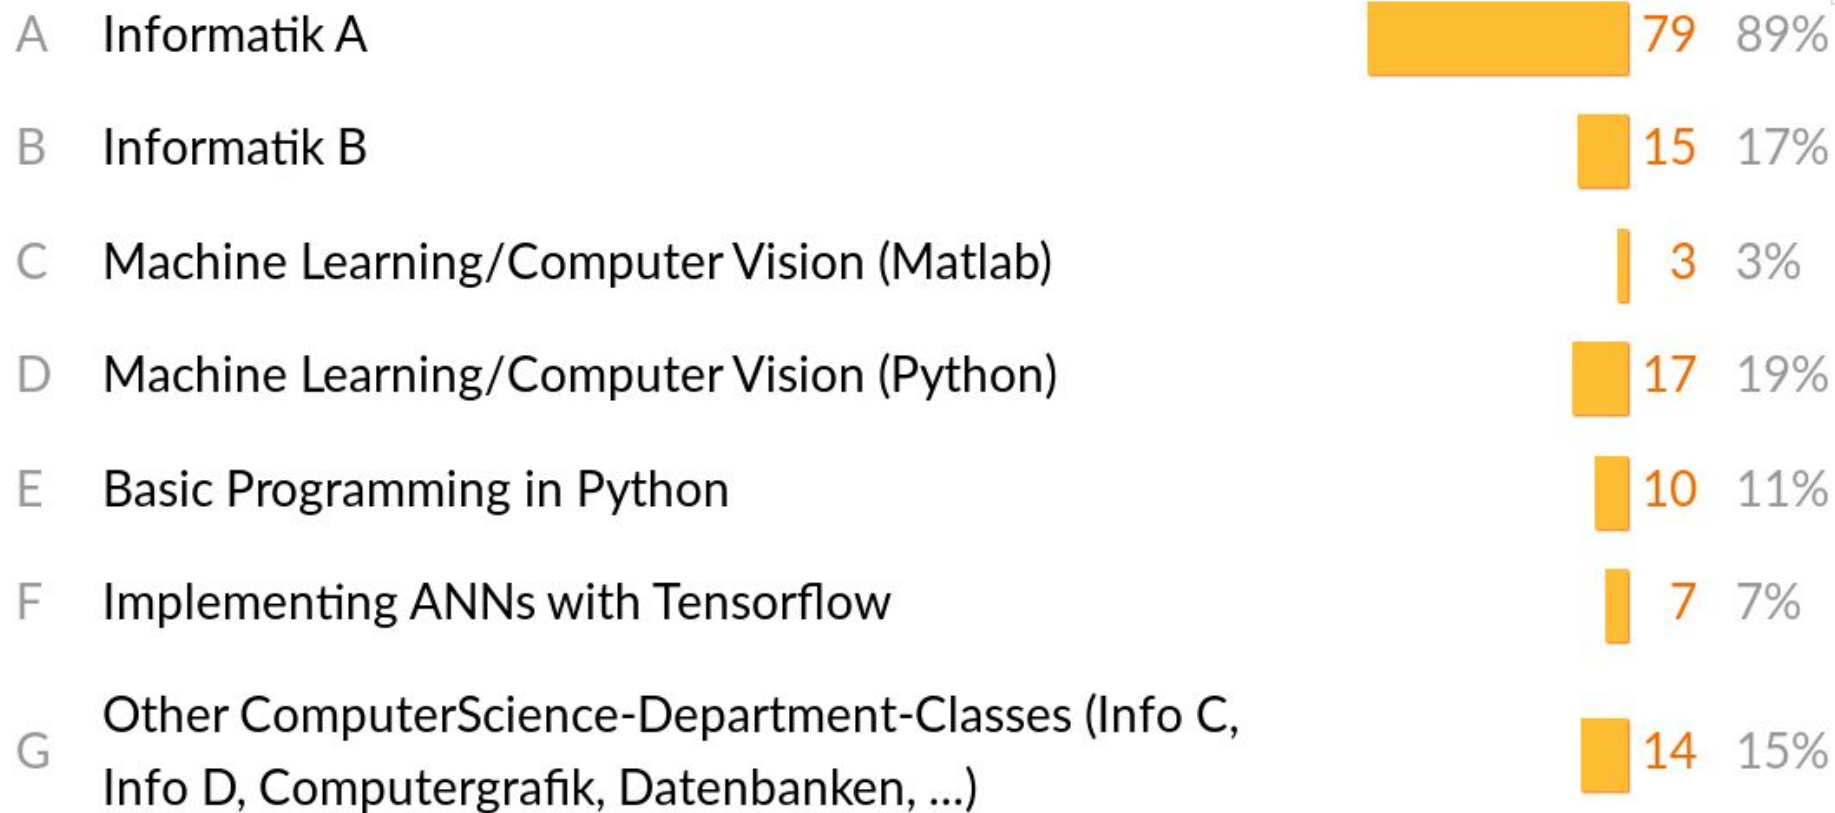 A Informatik A 79 89%
B Informatik B 15 17%
C Machine Learning/Computer Vision (Matlab) 3 3%
D Machine Learning/Computer Vision (Python) 17 19%
E Basic Programming in Python 10 11%
F Implementing ANNs with Tensorflow 7 7%
G Other ComputerScience-Department-Classes (Info C,
Info D, Computergrafik, Datenbanken, ...) 14 15%